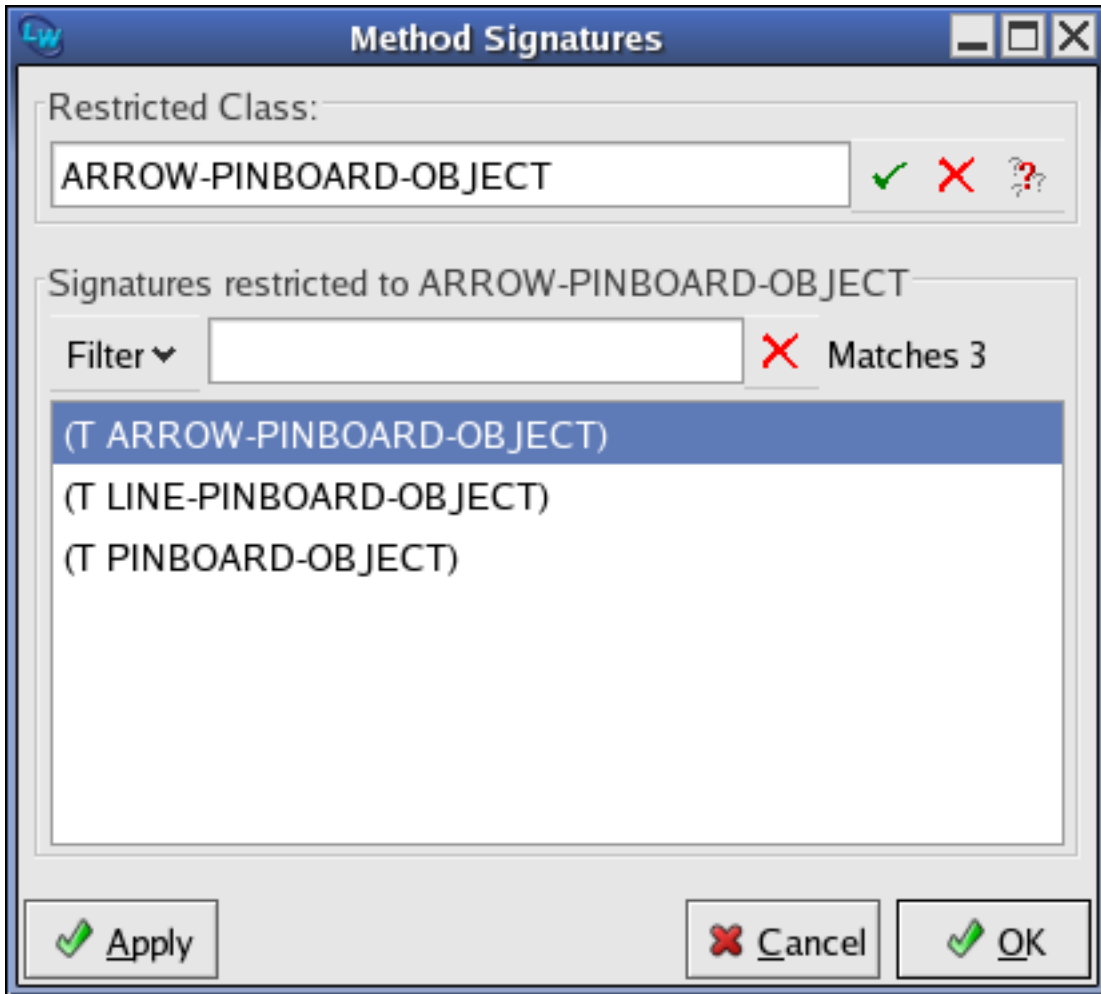 LW Method Signatures
Restricted Class:
ARROW-PINBOARD-OBJECT
Signatures restricted to ARROW-PINBOARD-OBJECT
Filter Matches 3
(T ARROW-PINBOARD-OBJECT)
(T LINE-PINBOARD-OBJECT)
(T PINBOARD-OBJECT)
Apply Cancel OK